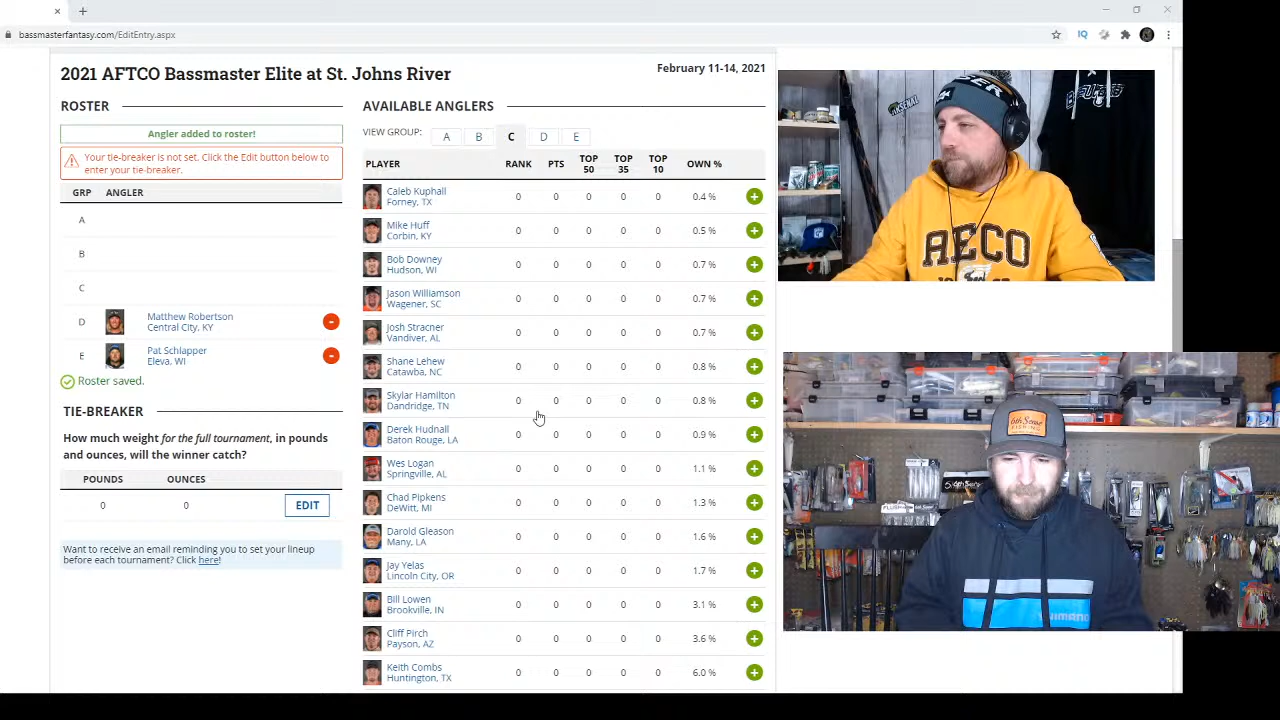 bassmasterfantasy.com/EditEntry.aspx
IQ
2021 AFTCO Bassmaster Elite at St. Johns River
February 11-14, 2021
ROSTER
Angler added to roster!
Your tie-breaker is not set. Click the Edit button below to
enter your tie-breaker.
GRP ANGLER
A
B
C
D Matthew Robertson
Central City, KY
E Pat Schlapper
Eleva, WI
Roster saved.
TIE-BREAKER
How much weight for the full tournament, in pounds
and ounces, will the winner catch?
POUNDS OUNCES
0 0 EDIT
Want to receive an email reminding you to set your lineup
before each tournament? Click here!
AVAILABLE ANGLERS
VIEW GROUP: A B C D E
PLAYER RANK PTS TOP 50 TOP 35 TOP 10 OWN %
Caleb Kuphall 0 0 0 0 0 0.4 %
Forney, TX
Mike Huff 0 0 0 0 0 0.5 %
Corbin, KY
Bob Downey 0 0 0 0 0 0.7 %
Hudson, WI
Jason Williamson 0 0 0 0 0 0.7 %
Wagener, SC
Josh Stracner 0 0 0 0 0 0.7 %
Vandiver, AL
Shane Lehew 0 0 0 0 0 0.8 %
Catawba, NC
Skylar Hamilton 0 0 0 0 0 0.8 %
Dandridge, TN
Derek Hudnall 0 0 0 0 0 0.9 %
Baton Rouge, LA
Wes Logan 0 0 0 0 0 1.1 %
Springville, AL
Chad Pipkens 0 0 0 0 0 1.3 %
DeWitt, MI
Darold Gleason 0 0 0 0 0 1.6 %
Many, LA
Jay Yelas 0 0 0 0 0 1.7 %
Lincoln City, OR
Bill Lowen 0 0 0 0 0 3.1 %
Brookville, IN
Cliff Pirch 0 0 0 0 0 3.6 %
Payson, AZ
Keith Combs 0 0 0 0 0 6.0 %
Huntington, TX
ARSENAL
AECO
6th Sense
FISHING
SHIMANO